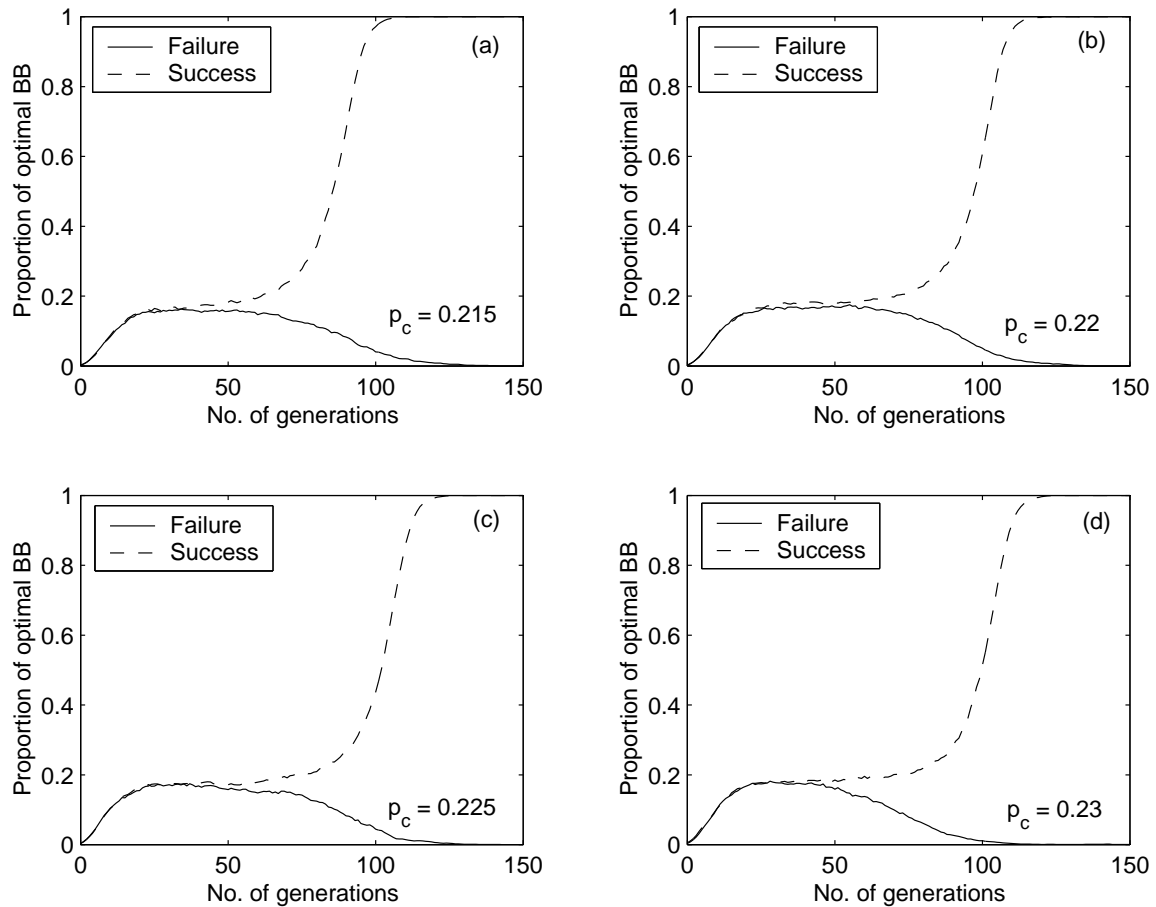 1
0.8
0.6
0.4
0.2
0
Proportion of optimal BB
Failure
Success
(a)
p_c = 0.215
0
50
100
150
No. of generations
1
0.8
0.6
0.4
0.2
0
Proportion of optimal BB
Failure
Success
(b)
p_c = 0.22
0
50
100
150
No. of generations
1
0.8
0.6
0.4
0.2
0
Proportion of optimal BB
Failure
Success
(c)
p_c = 0.225
0
50
100
150
No. of generations
1
0.8
0.6
0.4
0.2
0
Proportion of optimal BB
Failure
Success
(d)
p_c = 0.23
0
50
100
150
No. of generations